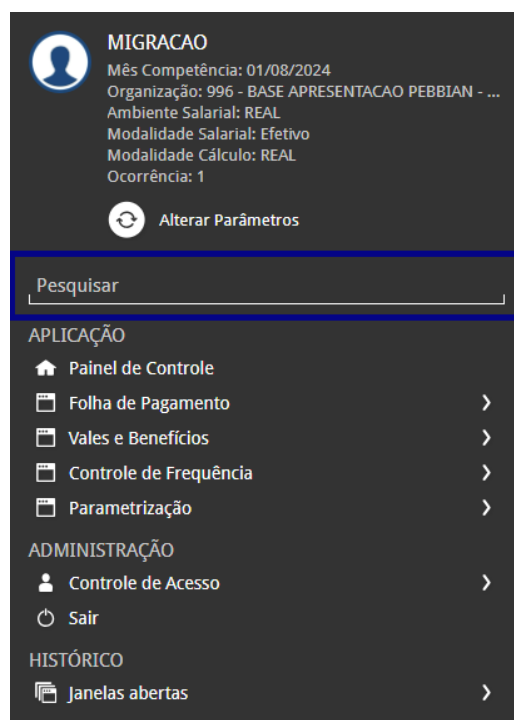 MIGRACAO
Mês Competência: 01/08/2024
Organização: 996 - BASE APRESENTACAO PEBBIAN - ...
Ambiente Salarial: REAL
Modalidade Salarial: Efetivo
Modalidade Cálculo: REAL
Ocorrência: 1
Alterar Parâmetros
Pesquisar
APLICAÇÃO
Painel de Controle
Folha de Pagamento
Vales e Benefícios
Controle de Frequência
Parametrização
ADMINISTRAÇÃO
Controle de Acesso
Sair
HISTÓRICO
Janelas abertas